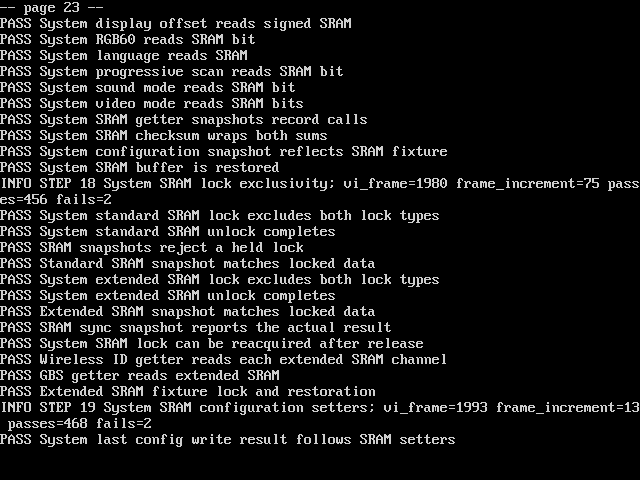 -- page 23 --
PASS System display offset reads signed SRAM
PASS System RGB60 reads SRAM bit
PASS System language reads SRAM
PASS System progressive scan reads SRAM bit
PASS System sound mode reads SRAM bit
PASS System video mode reads SRAM bits
PASS System SRAM getter snapshots record calls
PASS System SRAM checksum wraps both sums
PASS System configuration snapshot reflects SRAM fixture
PASS System SRAM buffer is restored
INFO STEP 18 System SRAM lock exclusivity; vi_frame=1980 frame_increment=75 pass
es=456 fails=2
PASS System standard SRAM lock excludes both lock types
PASS System standard SRAM unlock completes
PASS SRAM snapshots reject a held lock
PASS Standard SRAM snapshot matches locked data
PASS System extended SRAM lock excludes both lock types
PASS System extended SRAM unlock completes
PASS Extended SRAM snapshot matches locked data
PASS SRAM sync snapshot reports the actual result
PASS System SRAM lock can be reacquired after release
PASS Wireless ID getter reads each extended SRAM channel
PASS GBS getter reads extended SRAM
PASS Extended SRAM fixture lock and restoration
INFO STEP 19 System SRAM configuration setters; vi_frame=1993 frame_increment=13
 passes=468 fails=2
PASS System last config write result follows SRAM setters